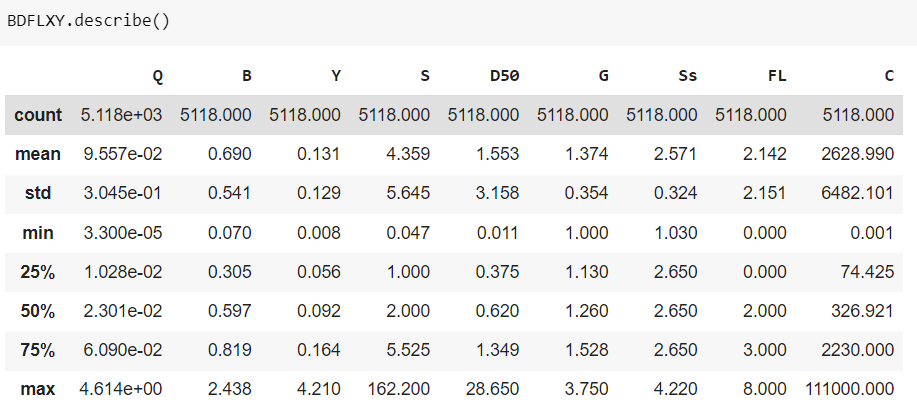 BDFLXY.describe()
Q B Y S D50 G Ss FL C
count 5.118e+03 5118.000 5118.000 5118.000 5118.000 5118.000 5118.000 5118.000 5118.000
mean 9.557e-02 0.690 0.131 4.359 1.553 1.374 2.571 2.142 2628.990
std 3.045e-01 0.541 0.129 5.645 3.158 0.354 0.324 2.151 6482.101
min 3.300e-05 0.070 0.008 0.047 0.011 1.000 1.030 0.000 0.001
25% 1.028e-02 0.305 0.056 1.000 0.375 1.130 2.650 0.000 74.425
50% 2.301e-02 0.597 0.092 2.000 0.620 1.260 2.650 2.000 326.921
75% 6.090e-02 0.819 0.164 5.525 1.349 1.528 2.650 3.000 2230.000
max 4.614e+00 2.438 4.210 162.200 28.650 3.750 4.220 8.000 111000.000